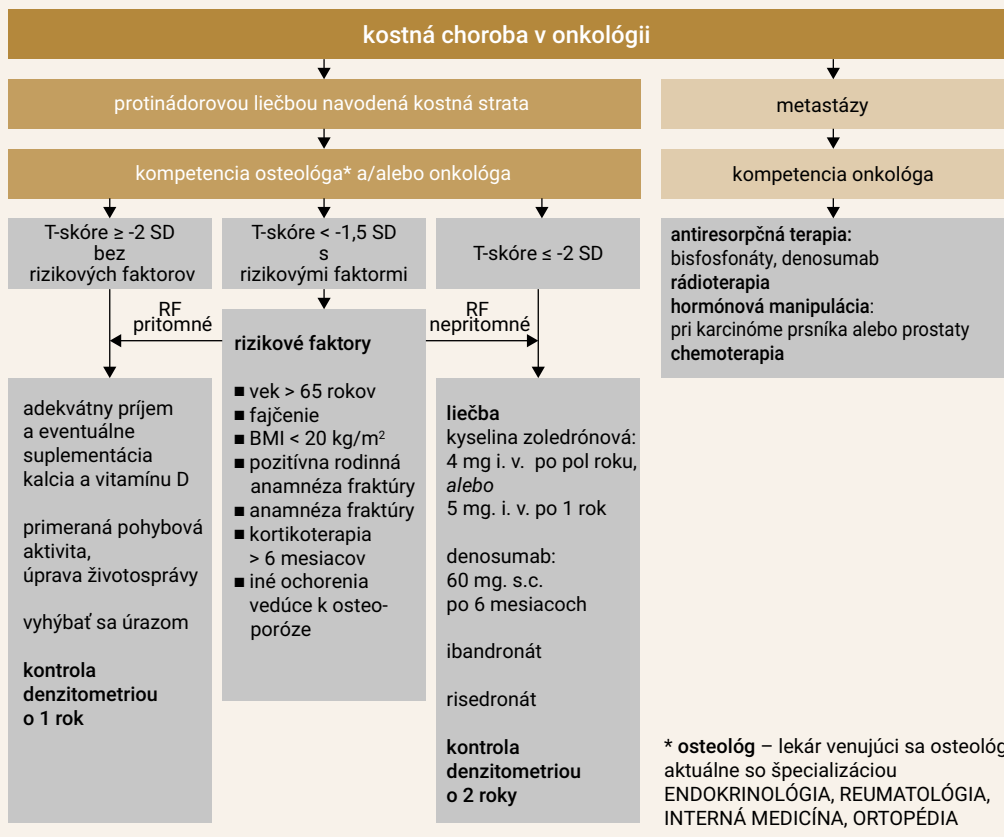 kostná choroba v onkológii
protinádorovou liečbou navodená kostná strata
metastázy
kompetencia osteológa* a/alebo onkológa
kompetencia onkológa
T-skóre ≥ -2 SD
bez
rizikových faktorov
T-skóre < -1,5 SD
s
rizikovými faktormi
T-skóre ≤ -2 SD
antiresorpčná terapia:
bisfosfonáty, denosumab
rádioterapia
hormónová manipulácia:
pri karcinóme prsníka alebo prostaty
chemoterapia
RF
pritomné
RF
nepritomné
adekvátny príjem
a eventuálne
suplementácia
kalcia a vitamínu D
primeraná pohybová
aktivita,
úprava životosprávy
vyhýbať sa úrazom
kontrola
denzitometriou
o 1 rok
rizikové faktory
■ vek > 65 rokov
■ fajčenie
■ BMI < 20 kg/m²
■ pozitívna rodinná
anamnéza fraktúry
■ anamnéza fraktúry
■ kortikoterapia
> 6 mesiacov
■ iné ochorenia
vedúce k osteo-
poróze
liečba
kyselina zoledrónová:
4 mg i. v. po pol roku,
alebo
5 mg. i. v. po 1 rok
denosumab:
60 mg. s.c.
po 6 mesiacoch
ibandronát
risedronát
kontrola
denzitometriou
o 2 roky
* osteológ – lekár venujúci sa osteológ
aktuálne so špecializáciou
ENDOKRINOLÓGIA, REUMATOLÓGIA,
INTERNÁ MEDICÍNA, ORTOPÉDIA